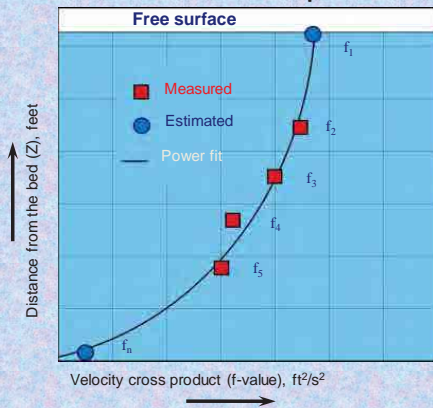 Free surface
f₁
Measured
Estimated
f₂
Power fit
f₃
f₄
f₅
fₙ
Distance from the bed (Z), feet
Velocity cross product (f-value), ft²/s²